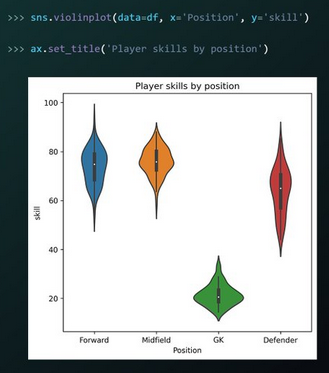 >>> sns.violinplot(data=df, x='Position', y='skill')
>>> ax.set_title('Player skills by position')
Player skills by position
100
80
60
40
20
skill
Forward Midfield GK Defender
Position